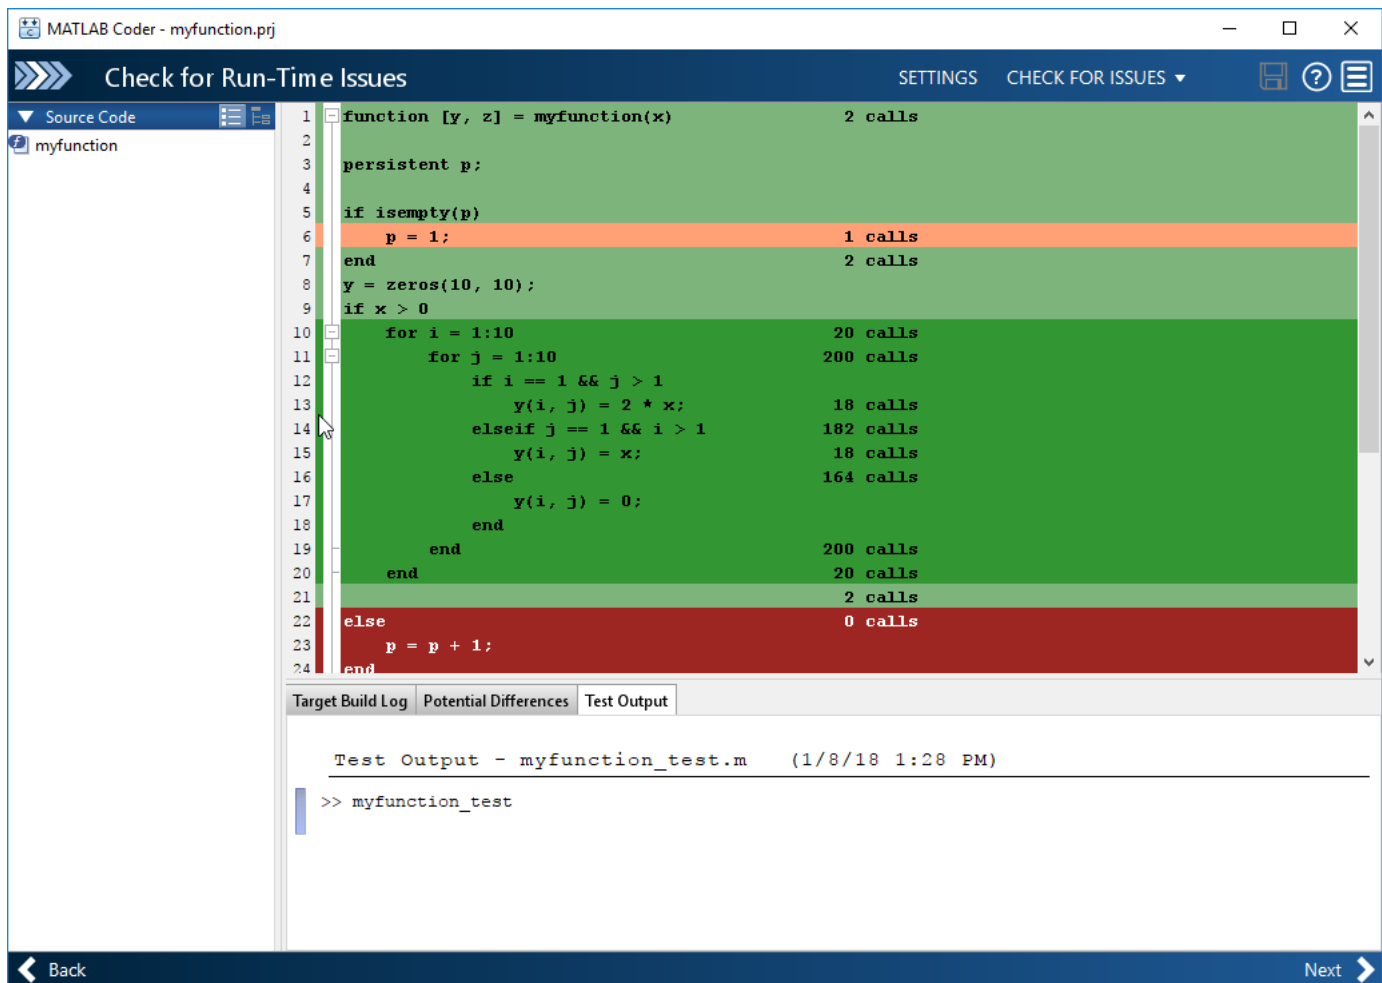 MATLAB Coder - myfunction.prj
Check for Run-Time Issues SETTINGS CHECK FOR ISSUES
Source Code
myfunction
1 function [y, z] = myfunction(x) 2 calls
2
3 persistent p;
4
5 if isempty(p)
6 p = 1; 1 calls
7 end 2 calls
8 y = zeros(10, 10);
9 if x > 0
10 for i = 1:10 20 calls
11 for j = 1:10 200 calls
12 if i == 1 && j > 1
13 y(i, j) = 2 * x; 18 calls
14 elseif j == 1 && i > 1 182 calls
15 y(i, j) = x; 18 calls
16 else 164 calls
17 y(i, j) = 0;
18 end
19 end 200 calls
20 end 20 calls
21 2 calls
22 else 0 calls
23 p = p + 1;
24 end
Target Build Log Potential Differences Test Output
Test Output - myfunction_test.m (1/8/18 1:28 PM)
>> myfunction_test
Back Next